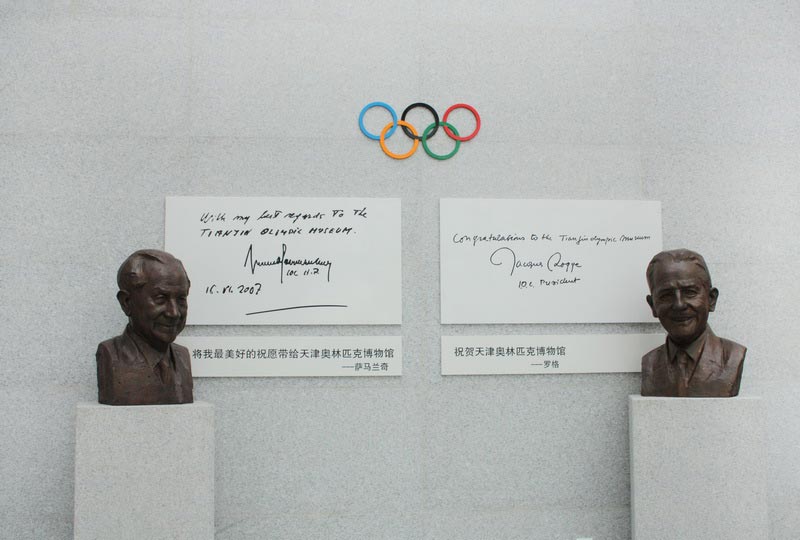 With my best regards to the
TIANJIN OLYMPIC MUSEUM.
15.VI.2007
将我最美好的祝愿带给天津奥林匹克博物馆
——萨马兰奇
Congratulations to the Tianjin Olympic Museum
Jacques Rogge
IOC President
祝贺天津奥林匹克博物馆
——罗格